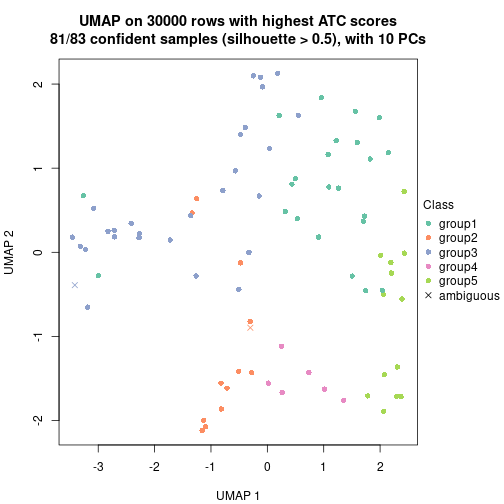 UMAP on 30000 rows with highest ATC scores
81/83 confident samples (silhouette > 0.5), with 10 PCs
2
1
0
-1
-2
UMAP 2
-3
-2
-1
0
1
2
UMAP 1
Class
group1
group2
group3
group4
group5
ambiguous